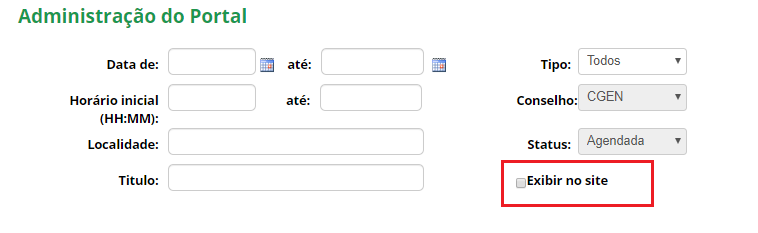 Administração do Portal
Data de: até: Tipo: Todos
Horário inicial (HH:MM): até: Conselho: CGEN
Localidade: Status: Agendada
Titulo: Exibir no site